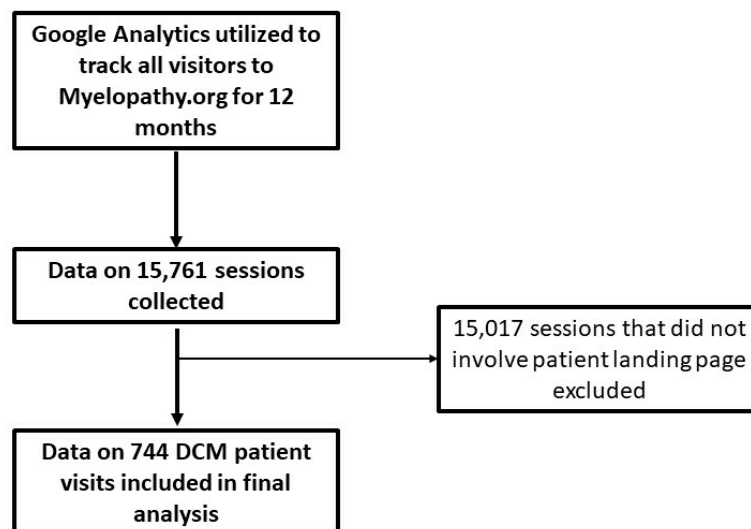 Google Analytics utilized to
track all visitors to
Myelopathy.org for 12
months
Data on 15,761 sessions
collected
15,017 sessions that did not
involve patient landing page
excluded
Data on 744 DCM patient
visits included in final
analysis